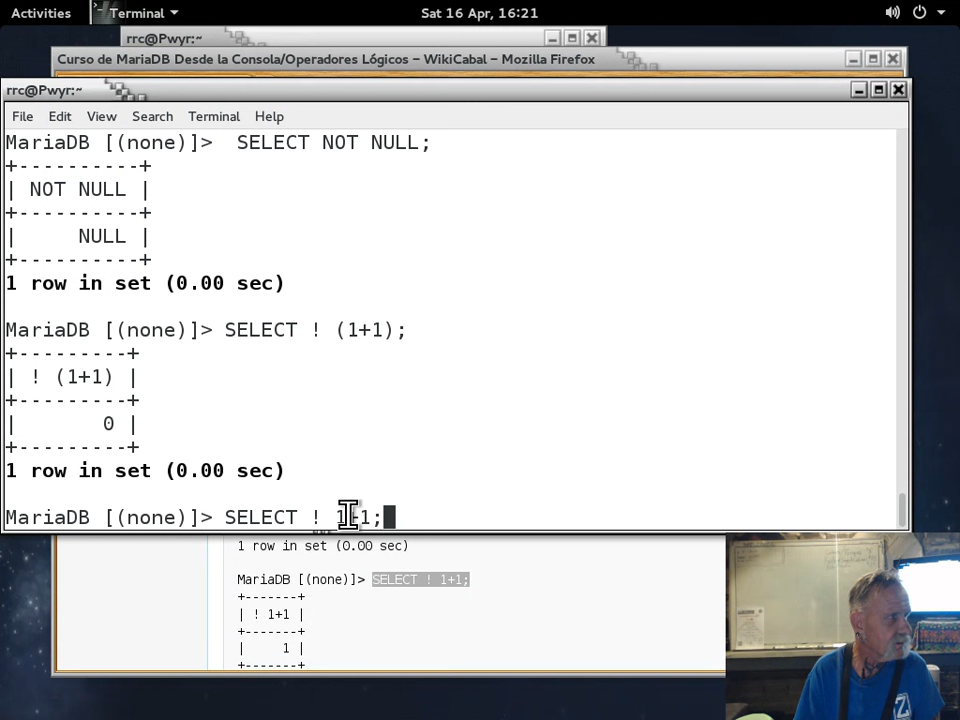 Activities Terminal Sat 16 Apr, 16:21
rrc@Pwyr:~
Curso de MariaDB Desde la Consola/Operadores Lógicos – WikiCabal – Mozilla Firefox
rrc@Pwyr:~
File Edit View Search Terminal Help
MariaDB [(none)]>  SELECT NOT NULL;
+----------+
| NOT NULL |
+----------+
|     NULL |
+----------+
1 row in set (0.00 sec)
MariaDB [(none)]> SELECT ! (1+1);
+---------+
| ! (1+1) |
+---------+
|       0 |
+---------+
1 row in set (0.00 sec)
MariaDB [(none)]> SELECT ! 1+1;
1 row in set (0.00 sec)
MariaDB [(none)]> SELECT ! 1+1;
+-------+
| ! 1+1 |
+-------+
|     1 |
+-------+